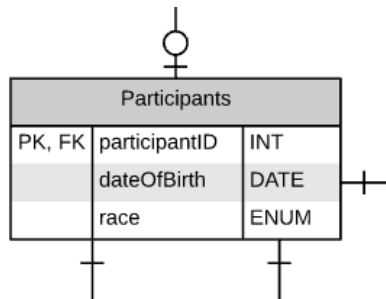 Participants
PK, FK participantID INT
dateOfBirth DATE
race ENUM